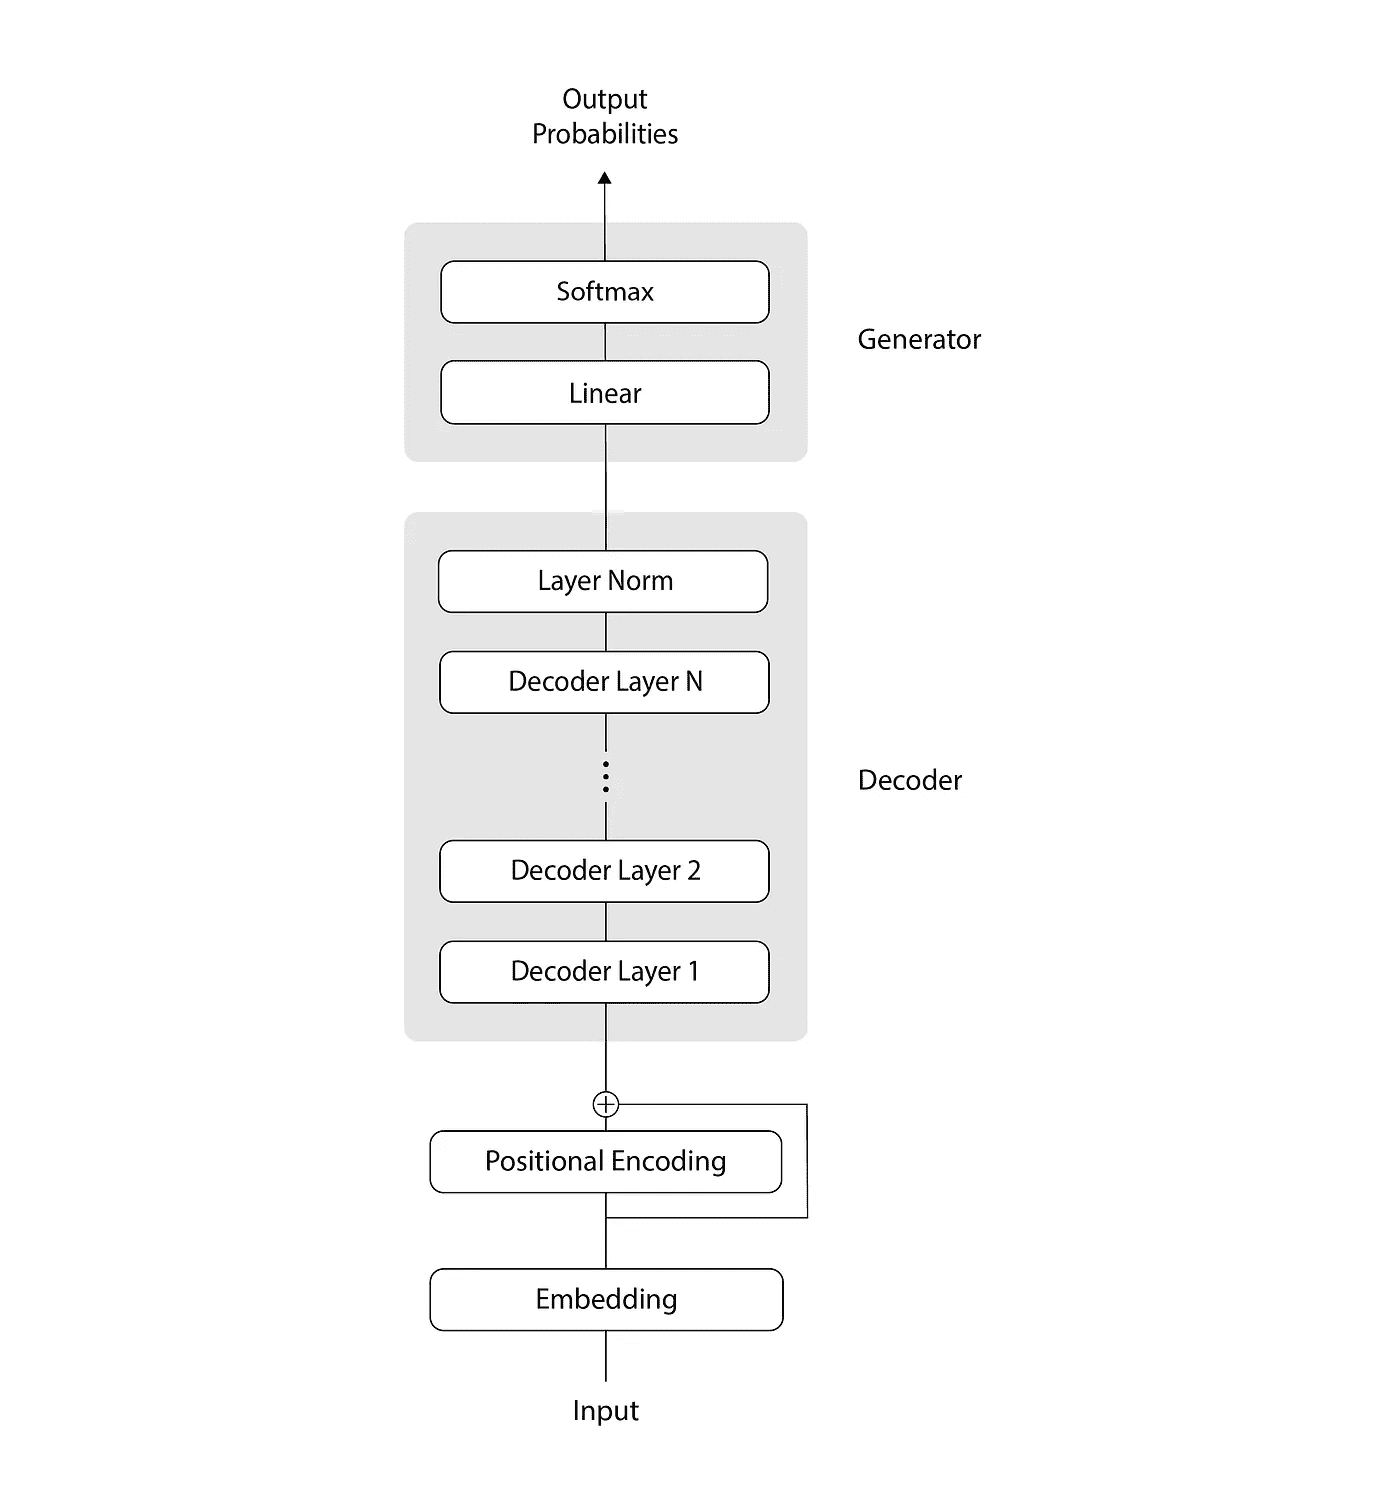 Output
Probabilities
Softmax
Generator
Linear
Layer Norm
Decoder Layer N
Decoder
Decoder Layer 2
Decoder Layer 1
Positional Encoding
Embedding
Input